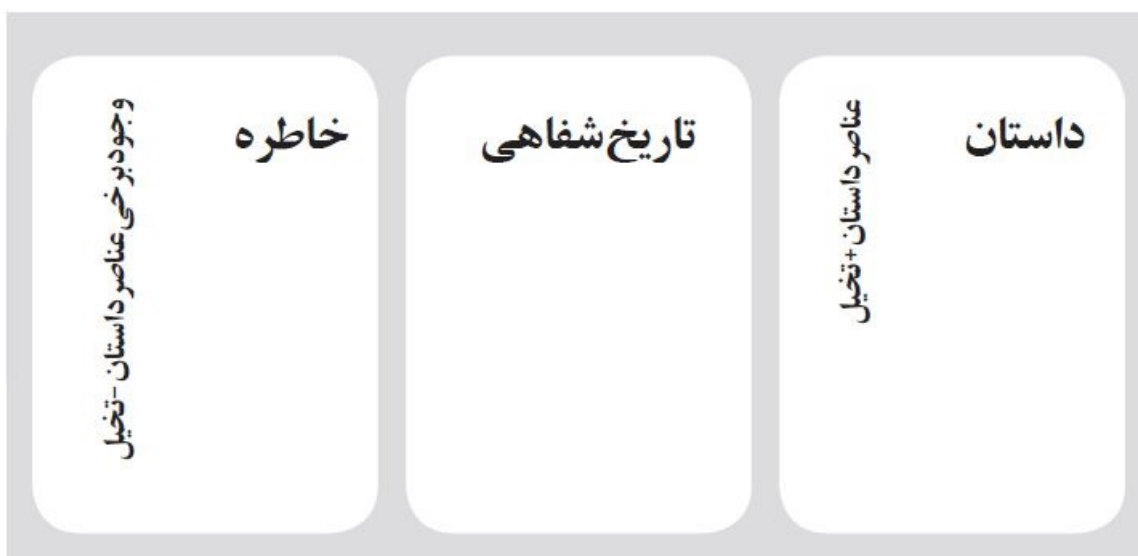 داستان
عناصر داستان+تخیل
تاریخ شفاهی
خاطره
وجود برخی عناصر داستان -تخیل